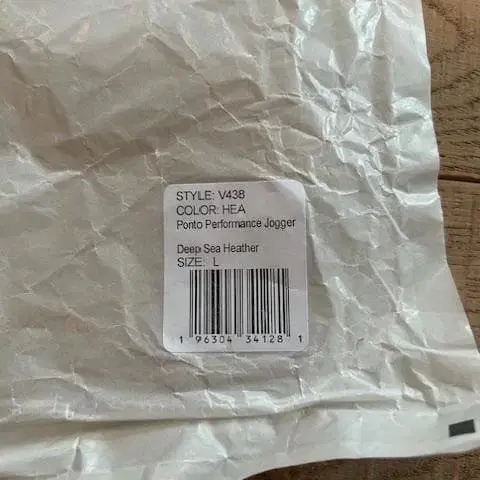 STYLE: V438
COLOR: HEA
Ponto Performance Jogger
Deep Sea Heather
SIZE: L
1 96304 34128 1